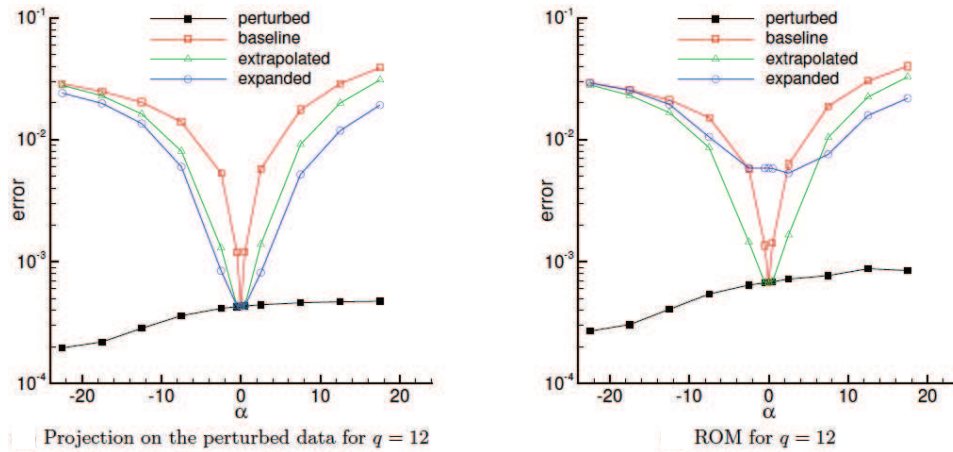 10⁻¹
perturbed
baseline
extrapolated
expanded
10⁻²
error
10⁻³
10⁻⁴
-20
-10
0
10
20
α
Projection on the perturbed data for q = 12
10⁻¹
perturbed
baseline
extrapolated
expanded
10⁻²
error
10⁻³
10⁻⁴
-20
-10
0
10
20
α
ROM for q = 12